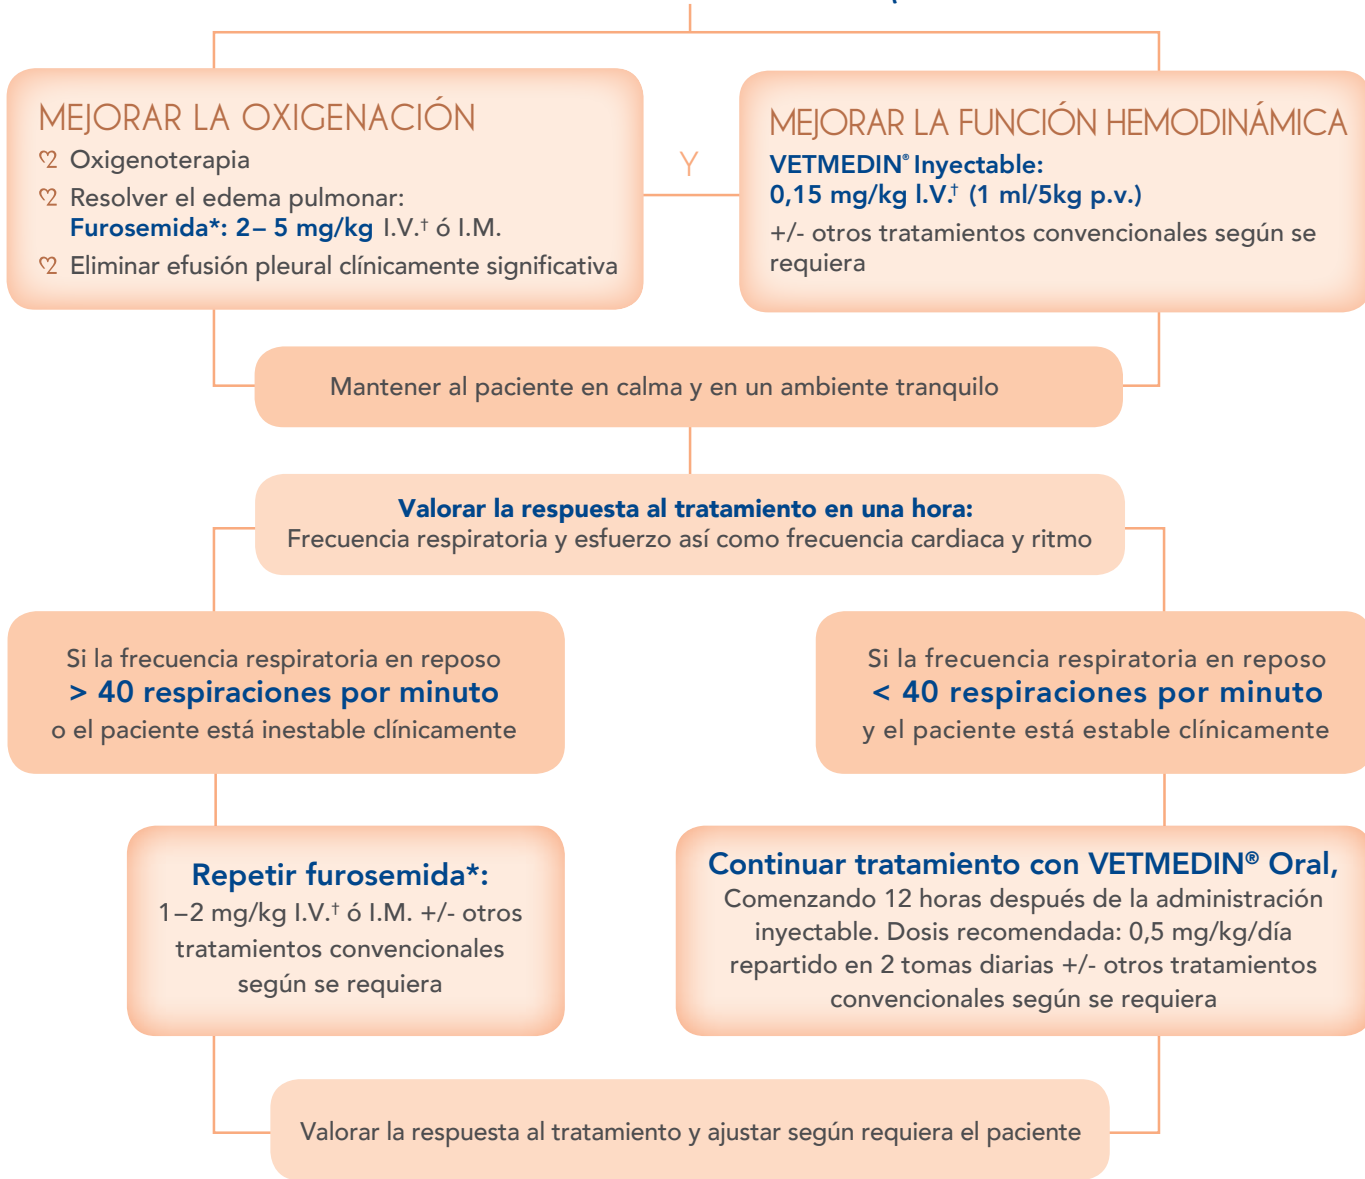 MEJORAR LA OXIGENACIÓN
Oxigenoterapia
Resolver el edema pulmonar:
Furosemida*: 2– 5 mg/kg I.V.† ó I.M.
Eliminar efusión pleural clínicamente significativa
Y
MEJORAR LA FUNCIÓN HEMODINÁMICA
VETMEDIN® Inyectable:
0,15 mg/kg l.V.† (1 ml/5kg p.v.)
+/- otros tratamientos convencionales según se
requiera
Mantener al paciente en calma y en un ambiente tranquilo
Valorar la respuesta al tratamiento en una hora:
Frecuencia respiratoria y esfuerzo así como frecuencia cardiaca y ritmo
Si la frecuencia respiratoria en reposo
> 40 respiraciones por minuto
o el paciente está inestable clínicamente
Si la frecuencia respiratoria en reposo
< 40 respiraciones por minuto
y el paciente está estable clínicamente
Repetir furosemida*:
1–2 mg/kg I.V.† ó I.M. +/- otros
tratamientos convencionales
según se requiera
Continuar tratamiento con VETMEDIN® Oral,
Comenzando 12 horas después de la administración
inyectable. Dosis recomendada: 0,5 mg/kg/día
repartido en 2 tomas diarias +/- otros tratamientos
convencionales según se requiera
Valorar la respuesta al tratamiento y ajustar según requiera el paciente